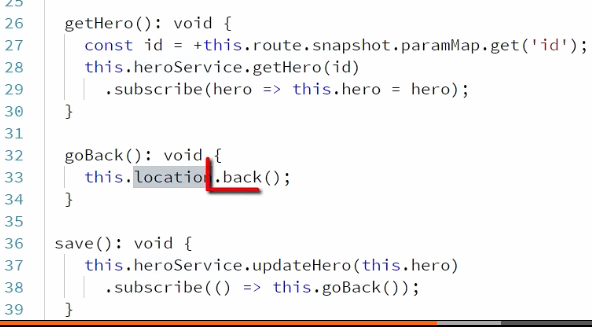 25
26 getHero(): void {
27 const id = +this.route.snapshot.paramMap.get('id');
28 this.heroService.getHero(id)
29 .subscribe(hero => this.hero = hero);
30 }
31
32 goBack(): void {
33 this.location.back();
34 }
35
36 save(): void {
37 this.heroService.updateHero(this.hero)
38 .subscribe(() => this.goBack());
39 }